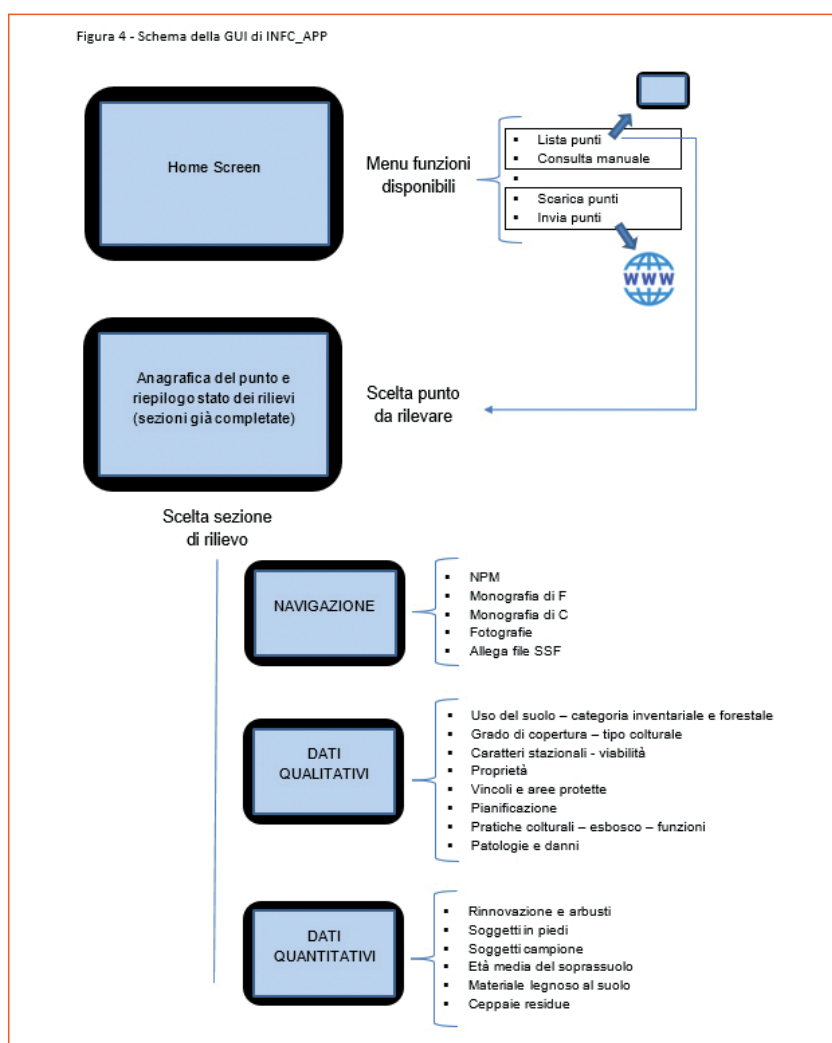 Figura 4 - Schema della GUI di INFC_APP
Home Screen
Menu funzioni
disponibili
▪ Lista punti
▪ Consulta manuale
▪
▪ Scarica punti
▪ Invia punti
WWW
Anagrafica del punto e
riepilogo stato dei rilievi
(sezioni già completate)
Scelta punto
da rilevare
Scelta sezione
di rilievo
NAVIGAZIONE
▪ NPM
▪ Monografia di F
▪ Monografia di C
▪ Fotografie
▪ Allega file SSF
DATI
QUALITATIVI
▪ Uso del suolo – categoria inventariale e forestale
▪ Grado di copertura – tipo colturale
▪ Caratteri stazionali - viabilità
▪ Proprietà
▪ Vincoli e aree protette
▪ Pianificazione
▪ Pratiche colturali – esbosco – funzioni
▪ Patologie e danni
DATI
QUANTITATIVI
▪ Rinnovazione e arbusti
▪ Soggetti in piedi
▪ Soggetti campione
▪ Età media del soprassuolo
▪ Materiale legnoso al suolo
▪ Ceppaie residue